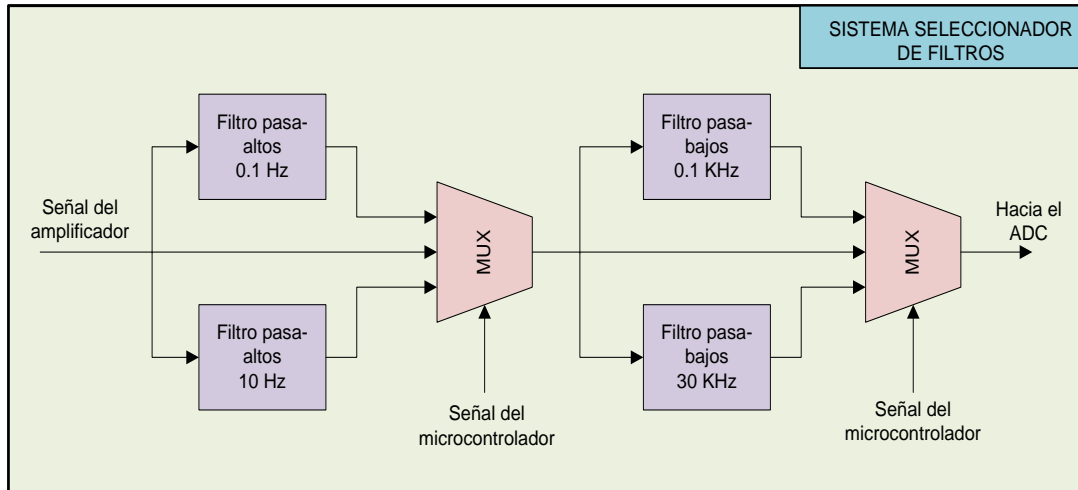 SISTEMA SELECCIONADOR
DE FILTROS
Filtro pasa-
altos
0.1 Hz
Filtro pasa-
bajos
0.1 KHz
Señal del
amplificador
MUX
MUX
Hacia el
ADC
Filtro pasa-
altos
10 Hz
Filtro pasa-
bajos
30 KHz
Señal del
microcontrolador
Señal del
microcontrolador